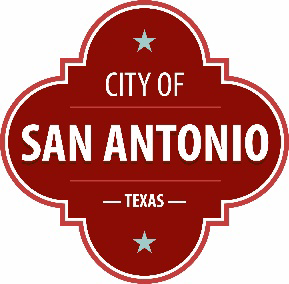 CITY OF
SAN ANTONIO
— TEXAS —